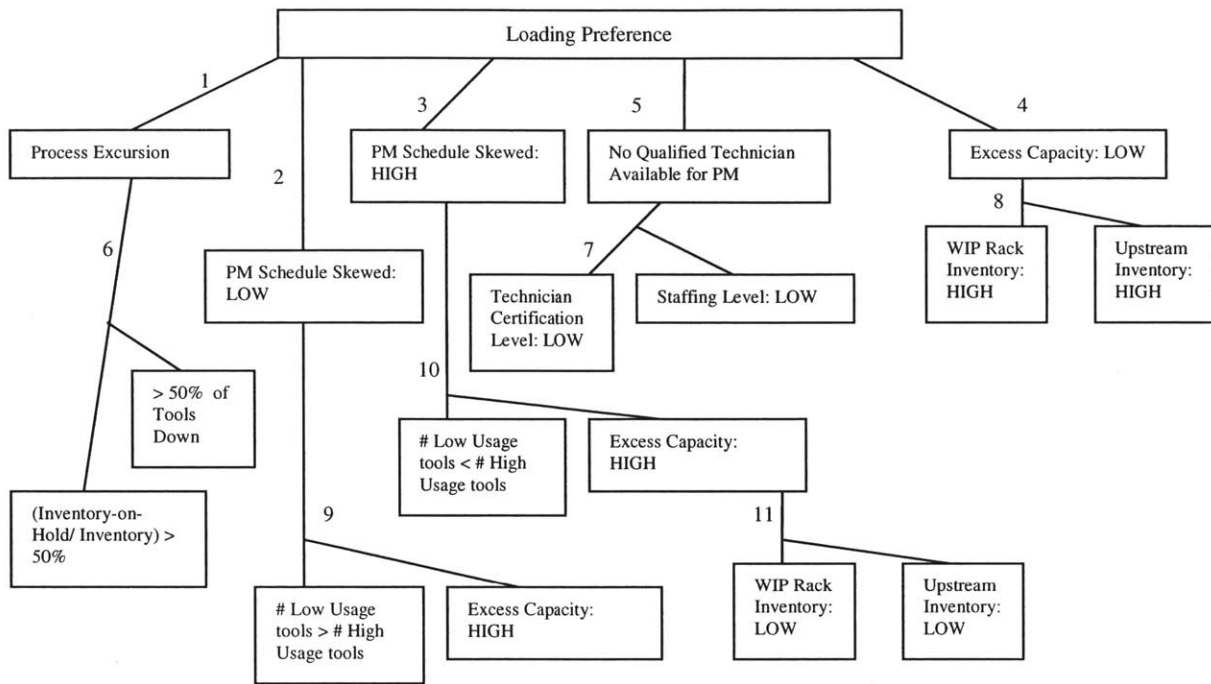 Loading Preference
1
3
5
4
Process Excursion
PM Schedule Skewed:
HIGH
No Qualified Technician
Available for PM
Excess Capacity: LOW
2
6
8
7
PM Schedule Skewed:
LOW
Technician
Certification
Level: LOW
Staffing Level: LOW
WIP Rack
Inventory:
HIGH
Upstream
Inventory:
HIGH
10
> 50% of
Tools
Down
# Low Usage
tools < # High
Usage tools
Excess Capacity:
HIGH
(Inventory-on-
Hold/ Inventory) >
50%
9
11
# Low Usage
tools > # High
Usage tools
Excess Capacity:
HIGH
WIP Rack
Inventory:
LOW
Upstream
Inventory:
LOW